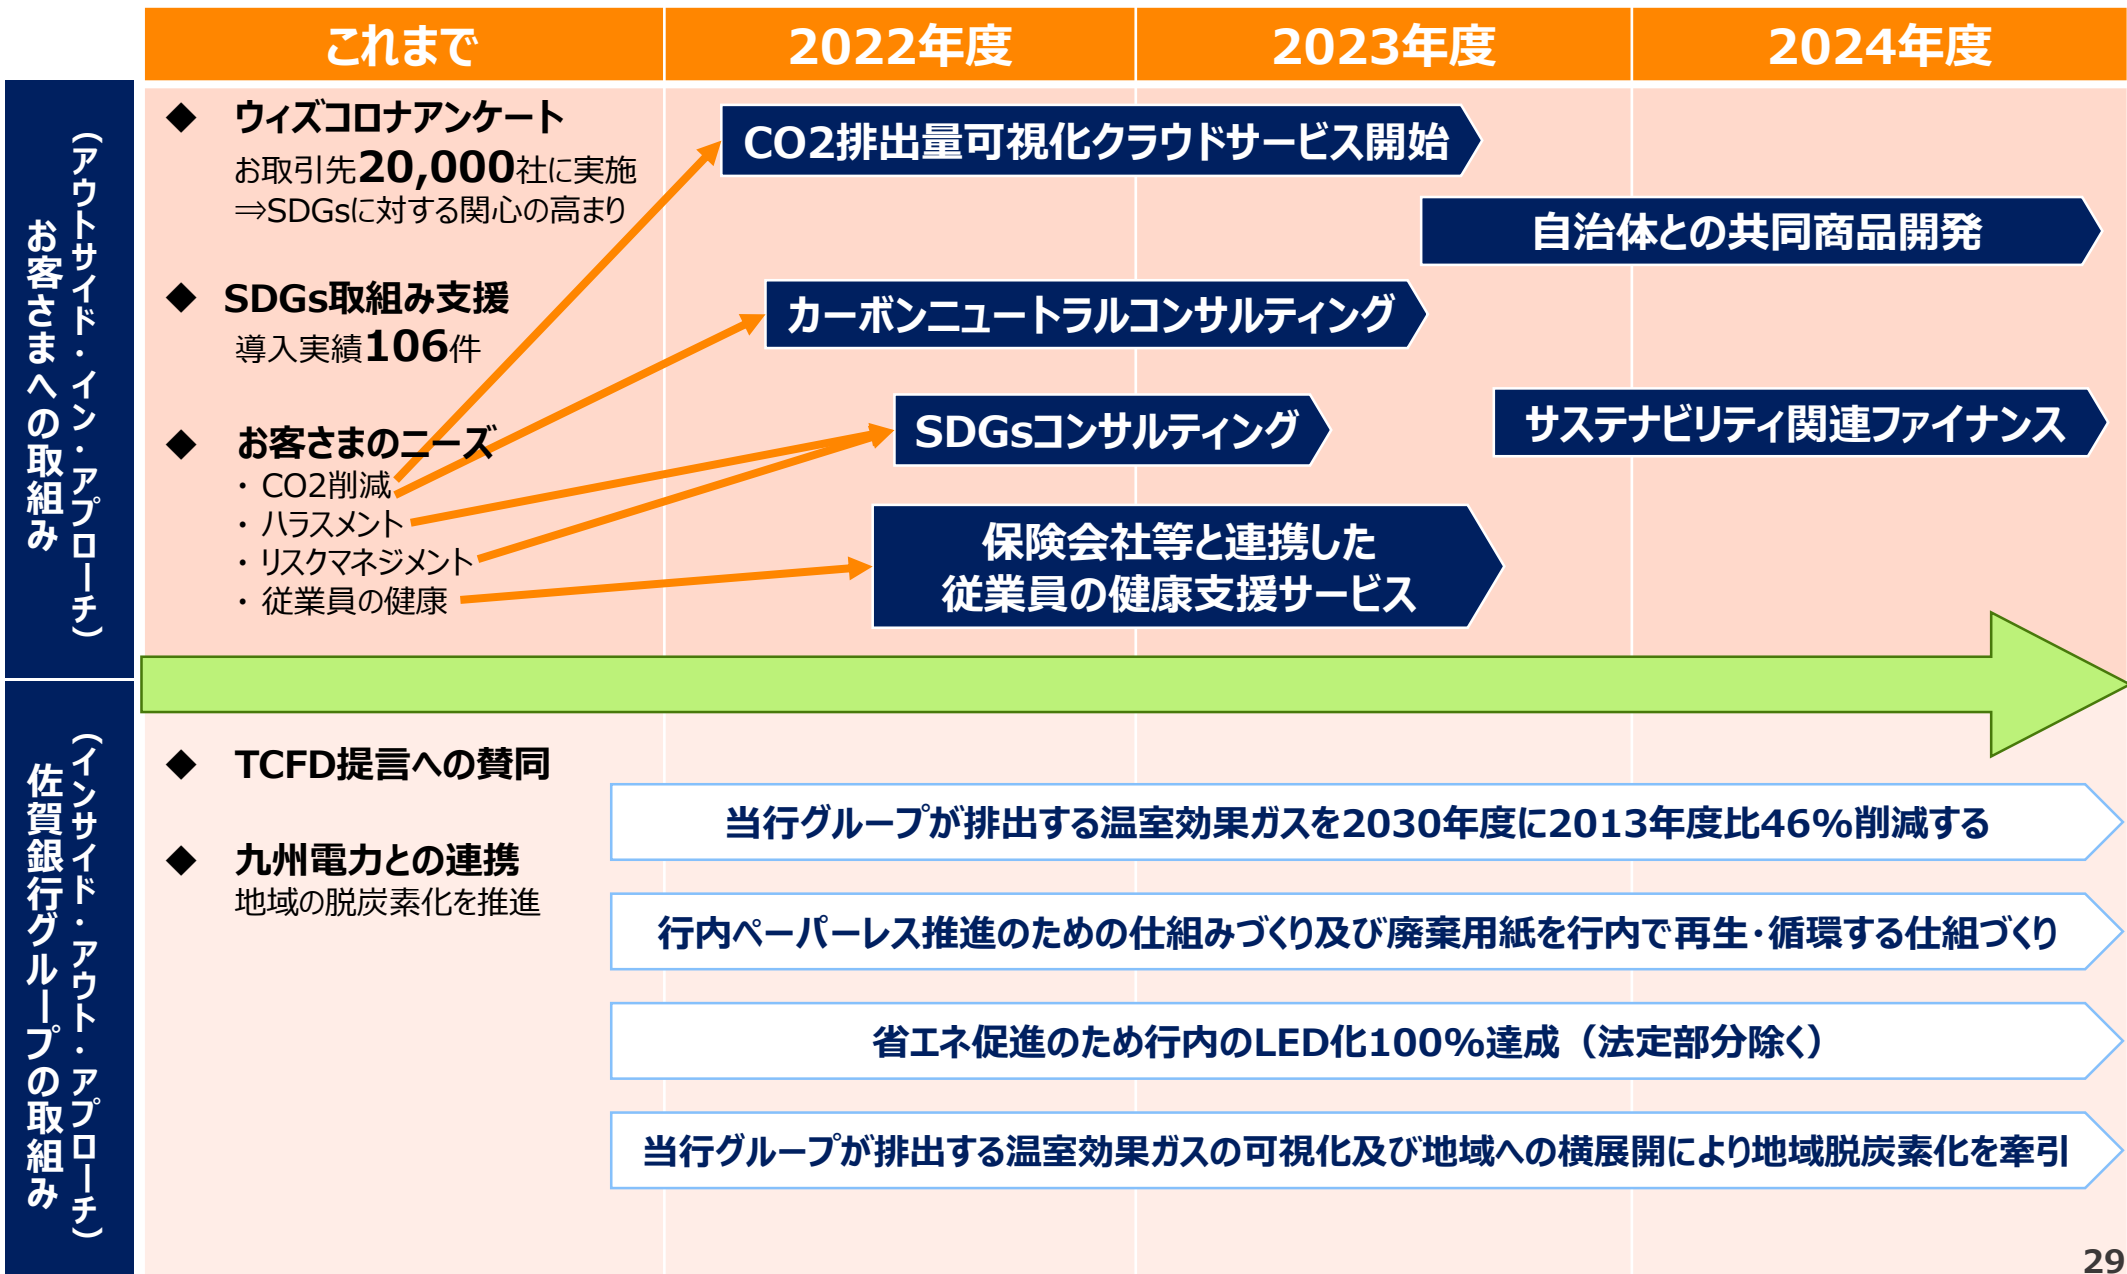 これまで
2022年度
2023年度
2024年度
お客さまへの取組み
（アウトサイド・イン・アプローチ）
◆ ウィズコロナアンケート
お取引先20,000社に実施
⇒SDGsに対する関心の高まり
◆ SDGs取組み支援
導入実績106件
◆ お客さまのニーズ
・ CO2削減
・ ハラスメント
・ リスクマネジメント
・ 従業員の健康
CO2排出量可視化クラウドサービス開始
自治体との共同商品開発
カーボンニュートラルコンサルティング
SDGsコンサルティング
サステナビリティ関連ファイナンス
保険会社等と連携した
従業員の健康支援サービス
佐賀銀行グループの取組み
（インサイド・アウト・アプローチ）
◆ TCFD提言への賛同
◆ 九州電力との連携
地域の脱炭素化を推進
当行グループが排出する温室効果ガスを2030年度に2013年度比46%削減する
行内ペーパーレス推進のための仕組みづくり及び廃棄用紙を行内で再生・循環する仕組づくり
省エネ促進のため行内のLED化100%達成（法定部分除く）
当行グループが排出する温室効果ガスの可視化及び地域への横展開により地域脱炭素化を牽引
29